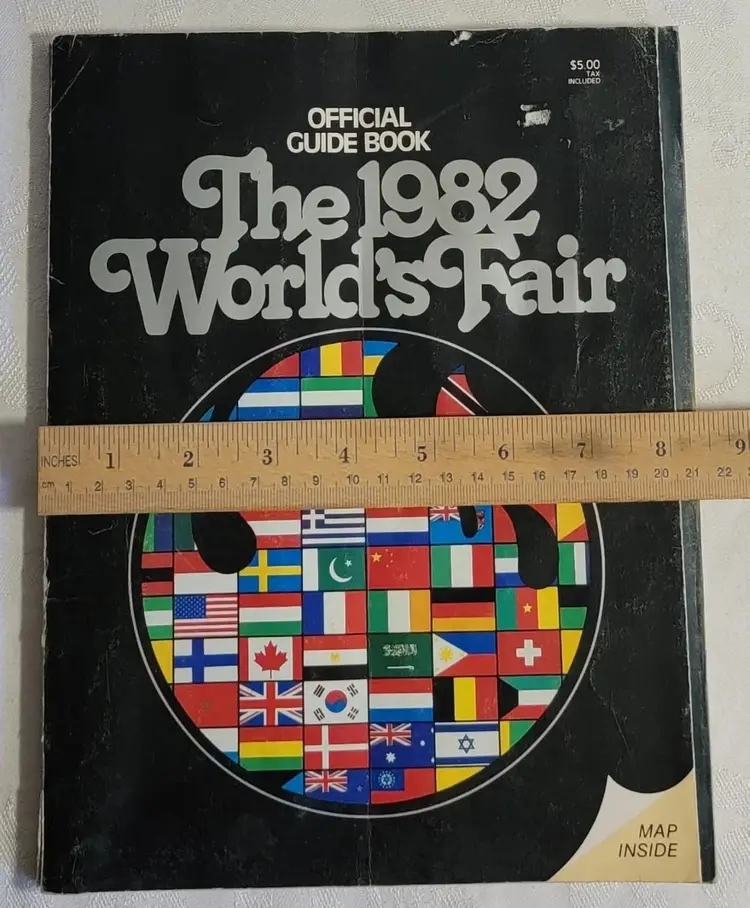 $5.00
TAX
INCLUDED
OFFICIAL
GUIDE BOOK
The 1982
World's Fair
INCHES 1 2 3 4 5 6 7 8 9
cm 1 2 3 4 5 6 7 8 9 10 11 12 13 14 15 16 17 18 19 20 21 22
MAP
INSIDE